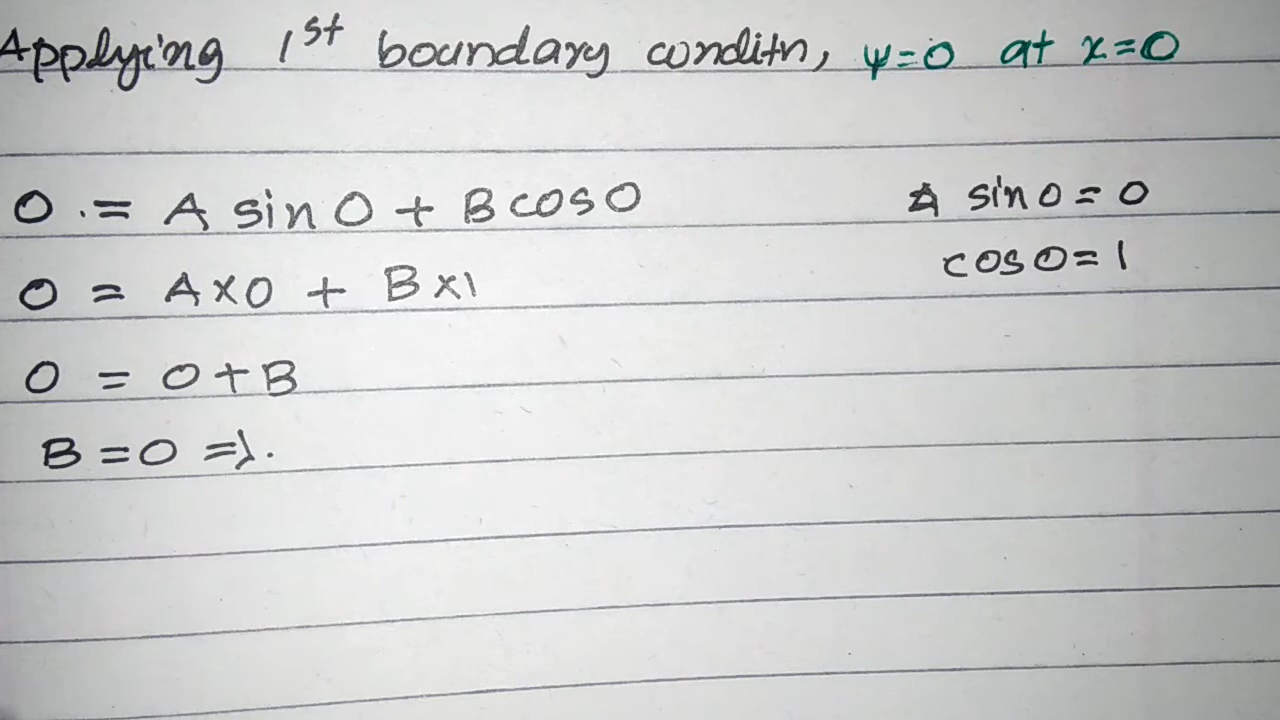 Applying 1st boundary conditn, ψ=0 at x=0
0 .= A sin 0 + B cos 0
sin 0 = 0
0 = A×0 + B×1
cos 0 = 1
0 = 0+B
B = 0 ⇒